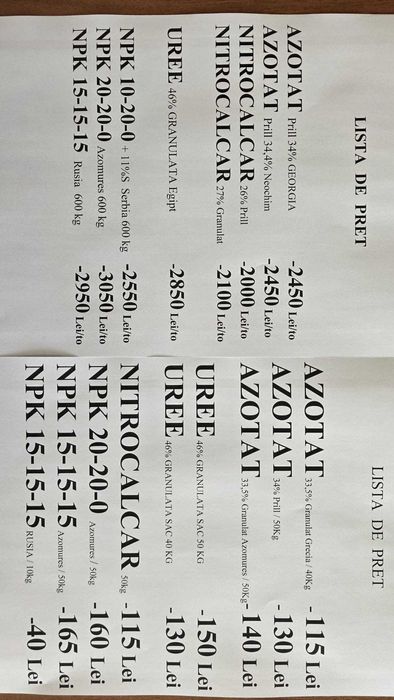 LISTA DE PRET
AZOTAT Prill 34% GEORGIA -2450 Lei/to
AZOTAT Prill 34,4% Neochim -2450 Lei/to
NITROCALCAR 26% Prill -2000 Lei/to
NITROCALCAR 27% Granulat -2100 Lei/to
UREE 46% GRANULATA Egipt -2850 Lei/to
NPK 10-20-0 + 11%S Serbia 600 kg -2550 Lei/to
NPK 20-20-0 Azomures 600 kg -3050 Lei/to
NPK 15-15-15 Rusia 600 kg -2950 Lei/to
LISTA DE PRET
AZOTAT 33,5% Granulat Grecia / 40Kg - 115 Lei
AZOTAT 34% Prill / 50Kg - 130 Lei
AZOTAT 33,5% Granulat Azomures / 50Kg - 140 Lei
UREE 46% GRANULATA SAC 50 KG -150 Lei
UREE 46% GRANULATA SAC 40 KG -130 Lei
NITROCALCAR 50kg -115 Lei
NPK 20-20-0 Azomures / 50kg -160 Lei
NPK 15-15-15 Azomures / 50kg -165 Lei
NPK 15-15-15 RUSIA / 10kg -40 Lei